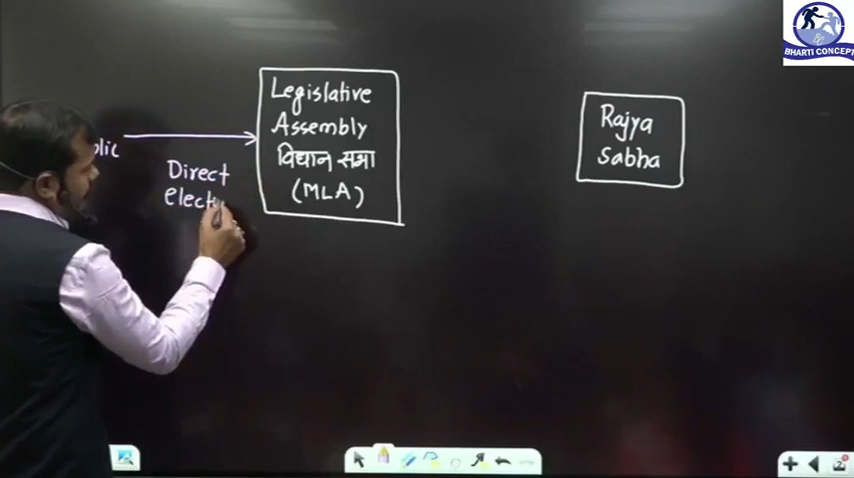 BHARTI CONCEPT
Legislative
Assembly
विधान सभा
(MLA)
Rajya
Sabha
Direct